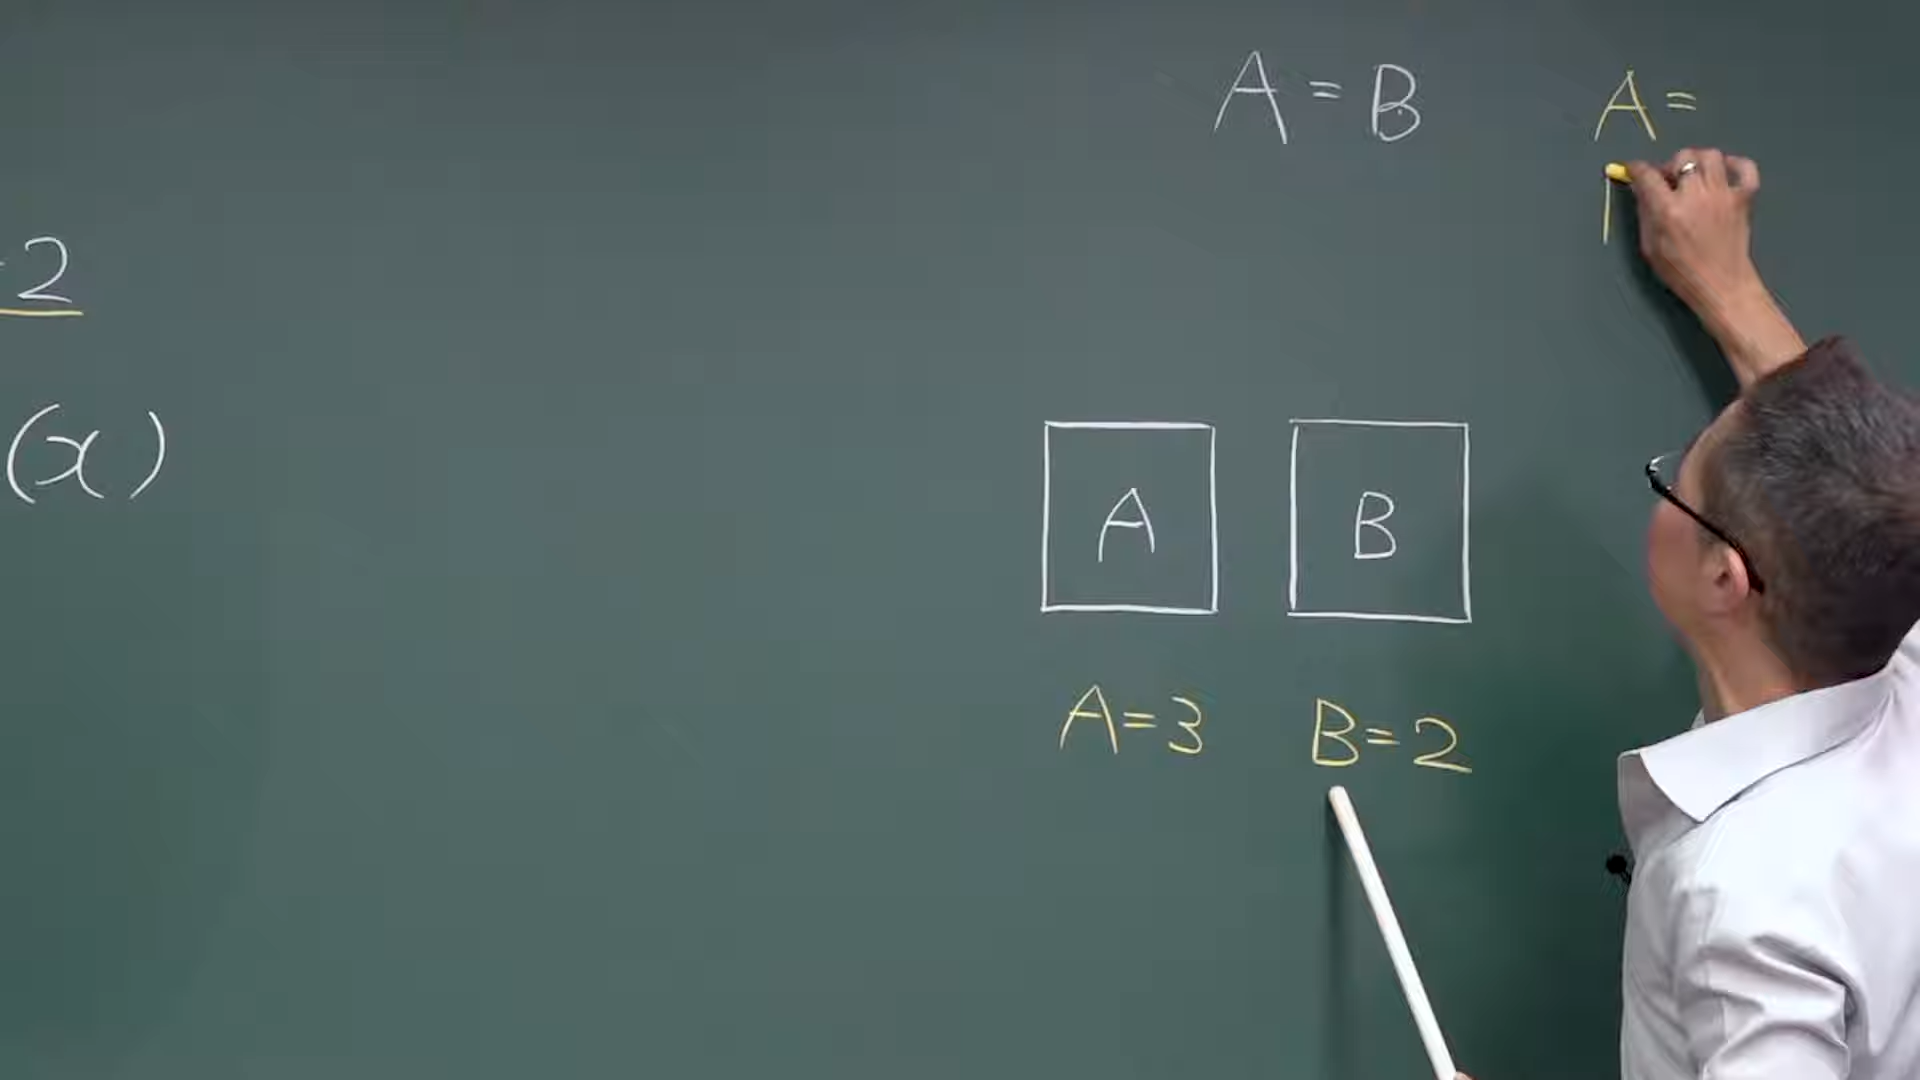 A = B
A =
2
(x)
A
B
A = 3
B = 2